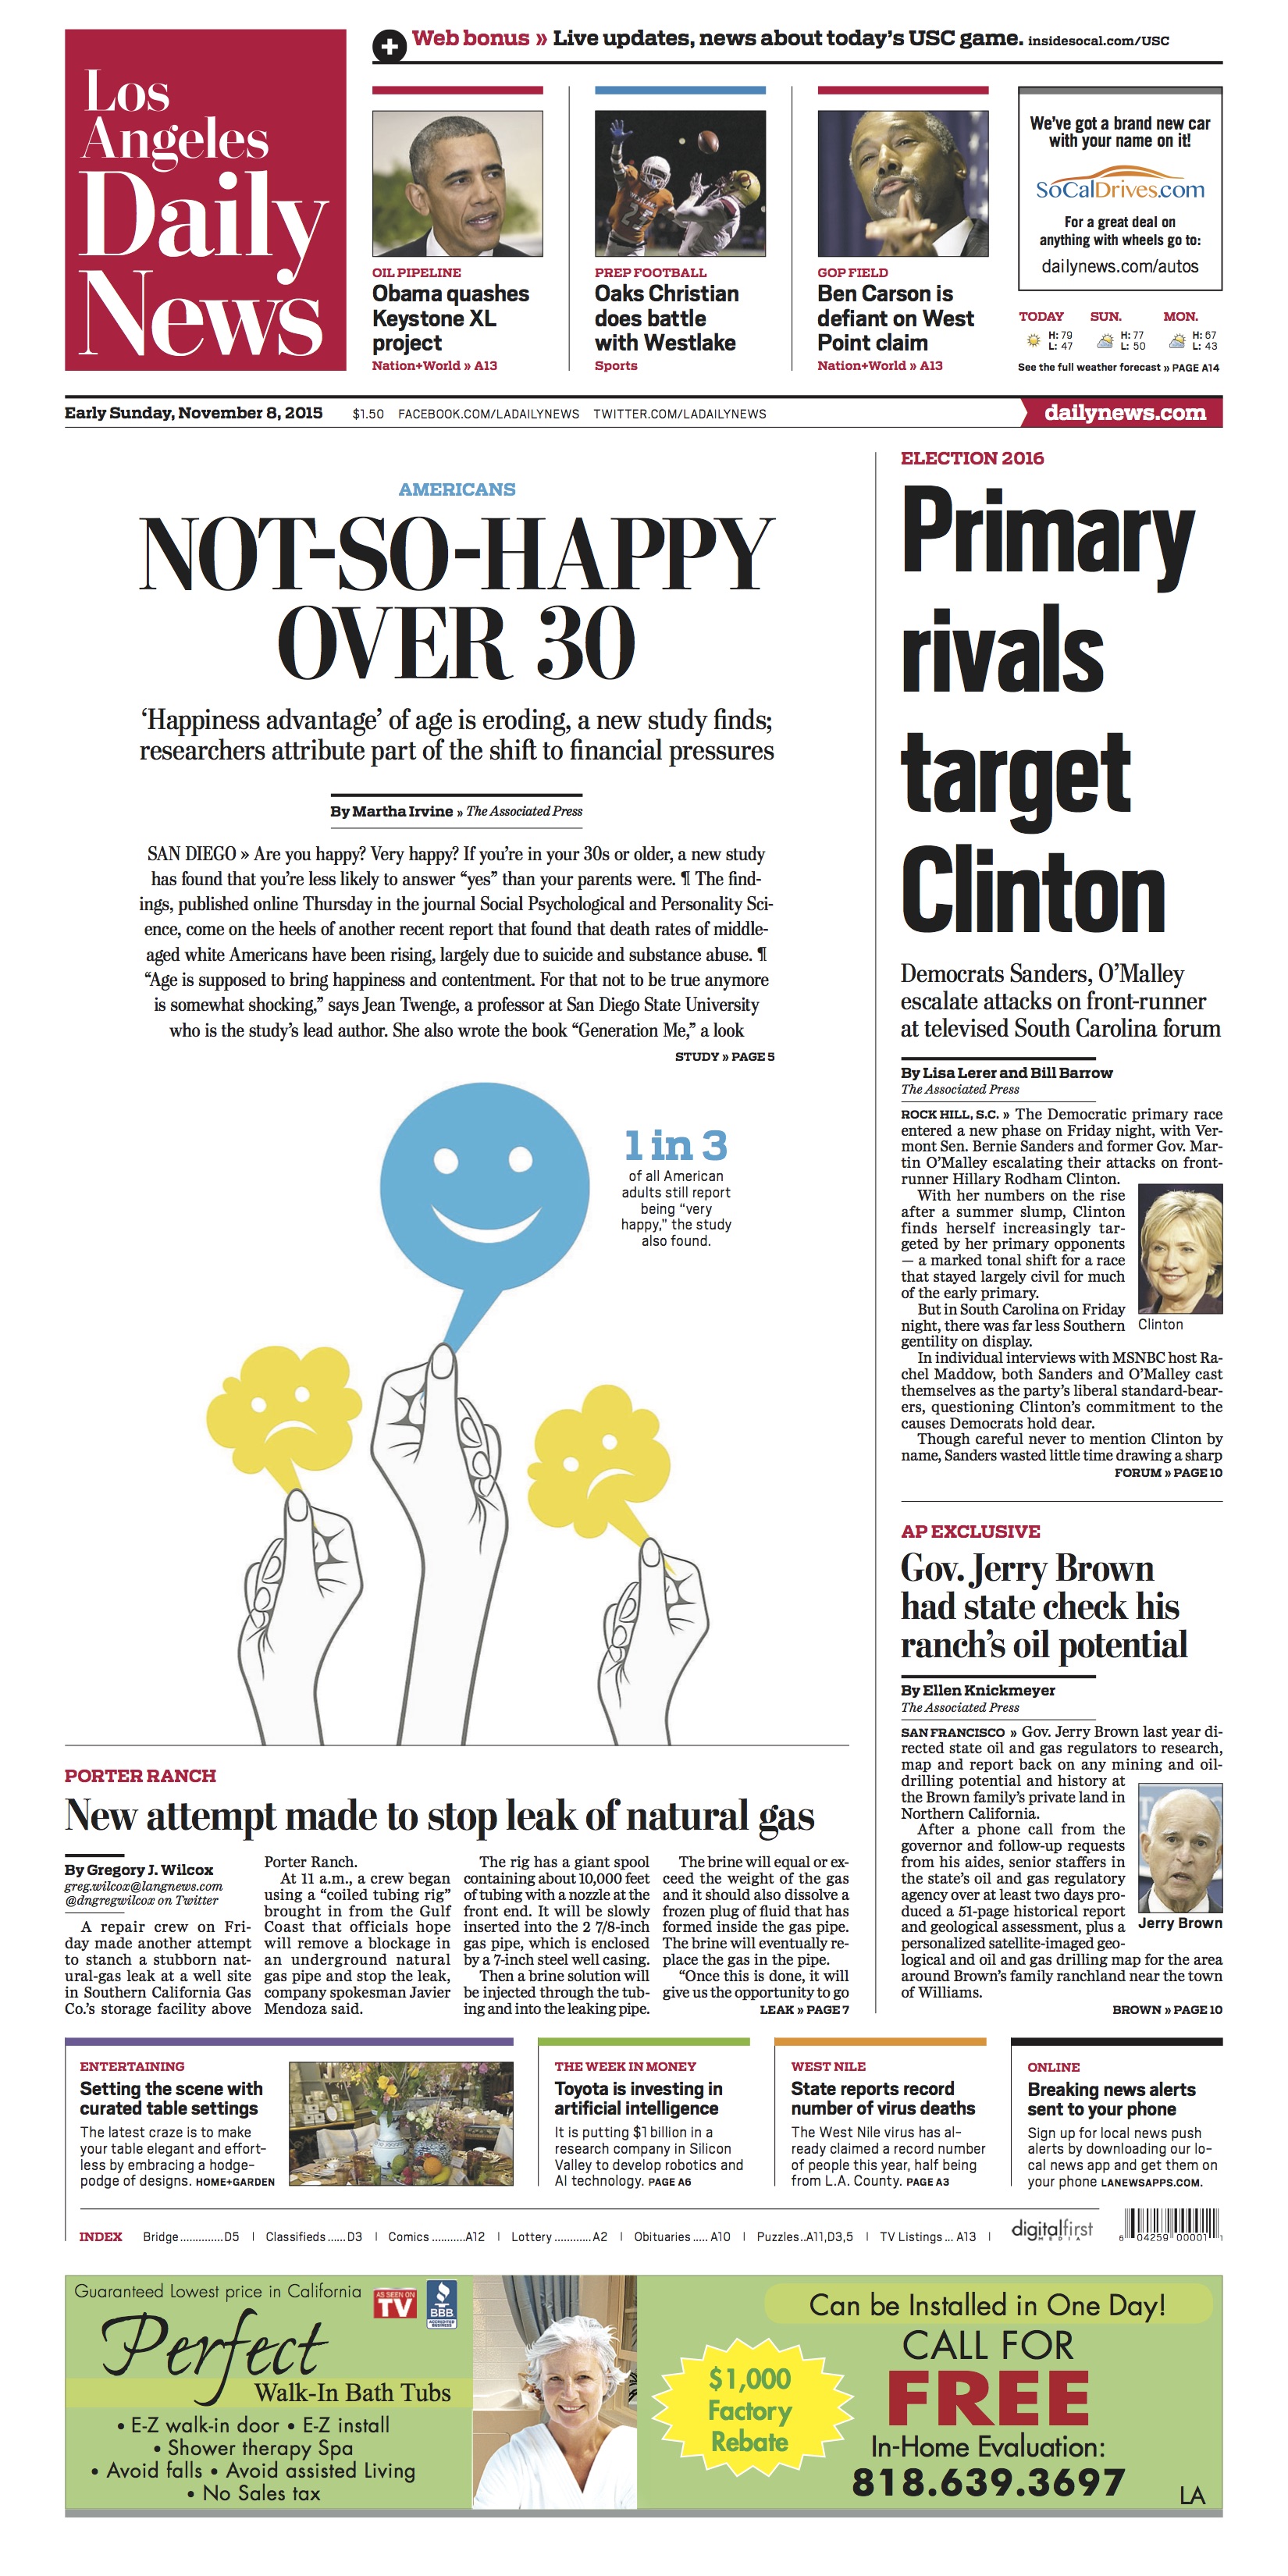 Los
Angeles
Daily
News
+ Web bonus » Live updates, news about today's USC game. insidesocal.com/USC
OIL PIPELINE
Obama quashes
Keystone XL
project
Nation+World » A13
PREP FOOTBALL
Oaks Christian
does battle
with Westlake
Sports
GOP FIELD
Ben Carson is
defiant on West
Point claim
Nation+World » A13
We've got a brand new car
with your name on it!
SoCalDrives.com
For a great deal on
anything with wheels go to:
dailynews.com/autos
TODAY SUN. MON.
H: 79 H: 77 H: 67
L: 47 L: 50 L: 43
See the full weather forecast » PAGE A14
Early Sunday, November 8, 2015 $1.50 FACEBOOK.COM/LADAILYNEWS TWITTER.COM/LADAILYNEWS dailynews.com
AMERICANS
NOT-SO-HAPPY
OVER 30
‘Happiness advantage’ of age is eroding, a new study finds;
researchers attribute part of the shift to financial pressures
By Martha Irvine » The Associated Press
SAN DIEGO » Are you happy? Very happy? If you’re in your 30s or older, a new study
has found that you’re less likely to answer “yes” than your parents were. ¶ The find-
ings, published online Thursday in the journal Social Psychological and Personality Sci-
ence, come on the heels of another recent report that found that death rates of middle-
aged white Americans have been rising, largely due to suicide and substance abuse. ¶
“Age is supposed to bring happiness and contentment. For that not to be true anymore
is somewhat shocking,” says Jean Twenge, a professor at San Diego State University
who is the study’s lead author. She also wrote the book “Generation Me,” a look
STUDY » PAGE 5
1 in 3
of all American
adults still report
being “very
happy,” the study
also found.
ELECTION 2016
Primary
rivals
target
Clinton
Democrats Sanders, O’Malley
escalate attacks on front-runner
at televised South Carolina forum
By Lisa Lerer and Bill Barrow
The Associated Press
ROCK HILL, S.C. » The Democratic primary race
entered a new phase on Friday night, with Ver-
mont Sen. Bernie Sanders and former Gov. Mar-
tin O’Malley escalating their attacks on front-
runner Hillary Rodham Clinton.
With her numbers on the rise
after a summer slump, Clinton
finds herself increasingly tar-
geted by her primary opponents
— a marked tonal shift for a race
that stayed largely civil for much
of the early primary.
But in South Carolina on Friday
night, there was far less Southern
gentility on display.
Clinton
In individual interviews with MSNBC host Ra-
chel Maddow, both Sanders and O’Malley cast
themselves as the party’s liberal standard-bear-
ers, questioning Clinton’s commitment to the
causes Democrats hold dear.
Though careful never to mention Clinton by
name, Sanders wasted little time drawing a sharp
FORUM » PAGE 10
AP EXCLUSIVE
Gov. Jerry Brown
had state check his
ranch’s oil potential
By Ellen Knickmeyer
The Associated Press
SAN FRANCISCO » Gov. Jerry Brown last year di-
rected state oil and gas regulators to research,
map and report back on any mining and oil-
drilling potential and history at
the Brown family’s private land in
Northern California.
After a phone call from the
governor and follow-up requests
from his aides, senior staffers in
the state’s oil and gas regulatory
agency over at least two days pro-
duced a 51-page historical report
and geological assessment, plus a
personalized satellite-imaged geo-
logical and oil and gas drilling map for the area
around Brown’s family ranchland near the town
of Williams.
Jerry Brown
BROWN » PAGE 10
PORTER RANCH
New attempt made to stop leak of natural gas
By Gregory J. Wilcox
greg.wilcox@langnews.com
@dngregwilcox on Twitter
A repair crew on Fri-
day made another attempt
to stanch a stubborn nat-
ural-gas leak at a well site
in Southern California Gas
Co.’s storage facility above
Porter Ranch.
At 11 a.m., a crew began
using a “coiled tubing rig”
brought in from the Gulf
Coast that officials hope
will remove a blockage in
an underground natural
gas pipe and stop the leak,
company spokesman Javier
Mendoza said.
The rig has a giant spool
containing about 10,000 feet
of tubing with a nozzle at the
front end. It will be slowly
inserted into the 2 7/8-inch
gas pipe, which is enclosed
by a 7-inch steel well casing.
Then a brine solution will
be injected through the tub-
ing and into the leaking pipe.
The brine will equal or ex-
ceed the weight of the gas
and it should also dissolve a
frozen plug of fluid that has
formed inside the gas pipe.
The brine will eventually re-
place the gas in the pipe.
“Once this is done, it will
give us the opportunity to go
LEAK » PAGE 7
ENTERTAINING
Setting the scene with
curated table settings
The latest craze is to make
your table elegant and effort-
less by embracing a hodge-
podge of designs. HOME+GARDEN
THE WEEK IN MONEY
Toyota is investing in
artificial intelligence
It is putting $1 billion in a
research company in Silicon
Valley to develop robotics and
AI technology. PAGE A6
WEST NILE
State reports record
number of virus deaths
The West Nile virus has al-
ready claimed a record number
of people this year, half being
from L.A. County. PAGE A3
ONLINE
Breaking news alerts
sent to your phone
Sign up for local news push
alerts by downloading our lo-
cal news app and get them on
your phone LANEWSAPPS.COM.
INDEX Bridge.............D5 | Classifieds......D3 | Comics...........A12 | Lottery............A2 | Obituaries.....A10 | Puzzles..A11,D3,5 | TV Listings...A13 |
digitalfirst
MEDIA
6 04259 00001 1
Guaranteed Lowest price in California
AS SEEN ON
TV
BBB
ACCREDITED
BUSINESS
Perfect
Walk-In Bath Tubs
• E-Z walk-in door • E-Z install
• Shower therapy Spa
• Avoid falls • Avoid assisted Living
• No Sales tax
$1,000
Factory
Rebate
Can be Installed in One Day!
CALL FOR
FREE
In-Home Evaluation:
818.639.3697
LA